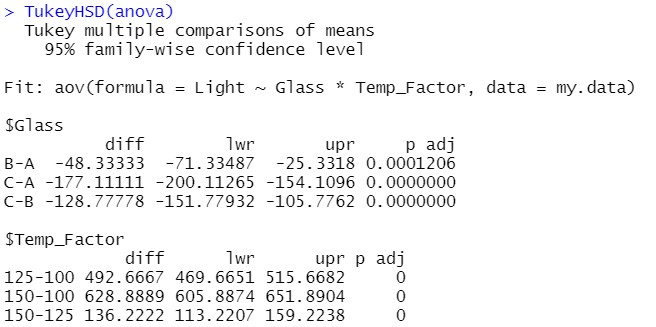 > TukeyHSD(anova)
  Tukey multiple comparisons of means
    95% family-wise confidence level

Fit: aov(formula = Light ~ Glass * Temp_Factor, data = my.data)

$Glass
          diff       lwr       upr     p adj
B-A  -48.33333  -71.33487  -25.3318 0.0001206
C-A -177.11111 -200.11265 -154.1096 0.0000000
C-B -128.77778 -151.77932 -105.7762 0.0000000

$Temp_Factor
            diff      lwr      upr p adj
125-100 492.6667 469.6651 515.6682     0
150-100 628.8889 605.8874 651.8904     0
150-125 136.2222 113.2207 159.2238     0